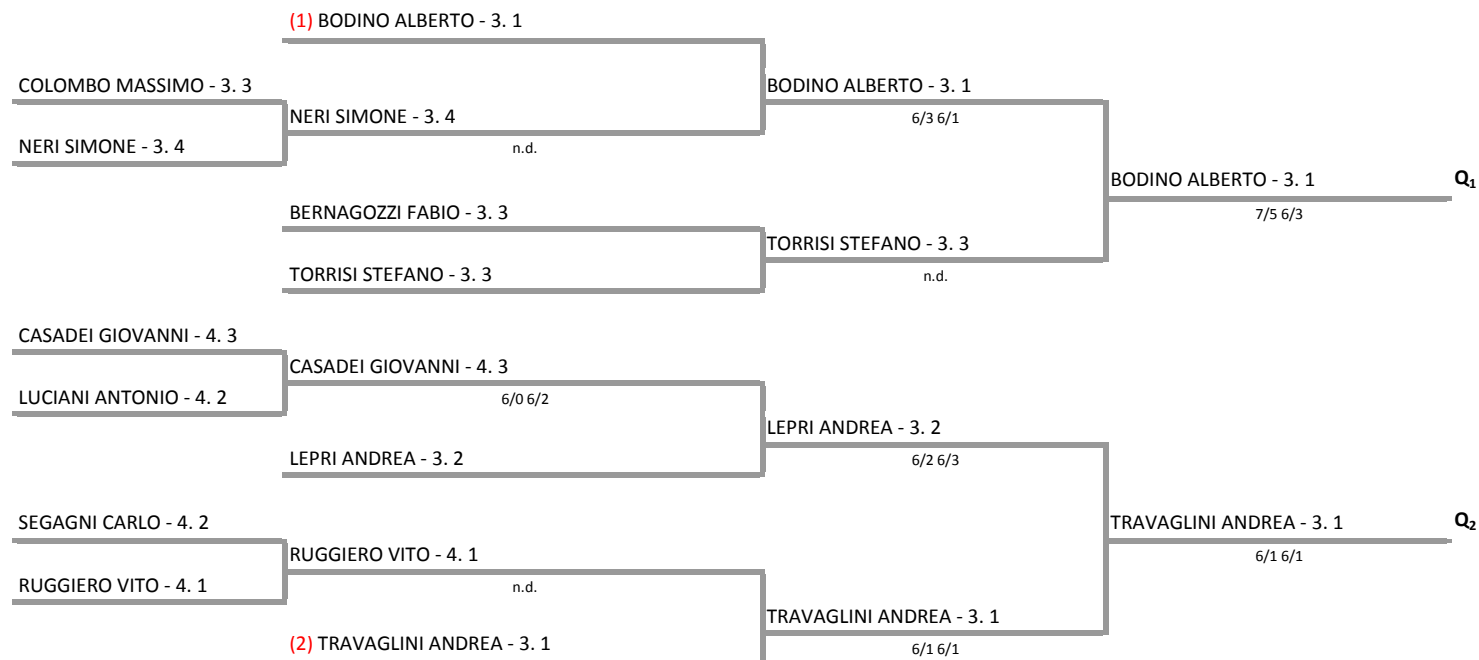 (1) BODINO ALBERTO - 3. 1
COLOMBO MASSIMO - 3. 3
BODINO ALBERTO - 3. 1
NERI SIMONE - 3. 4
6/3 6/1
NERI SIMONE - 3. 4
n.d.
BODINO ALBERTO - 3. 1
Q1
7/5 6/3
BERNAGOZZI FABIO - 3. 3
TORRISI STEFANO - 3. 3
TORRISI STEFANO - 3. 3
n.d.
CASADEI GIOVANNI - 4. 3
CASADEI GIOVANNI - 4. 3
LUCIANI ANTONIO - 4. 2
6/0 6/2
LEPRI ANDREA - 3. 2
LEPRI ANDREA - 3. 2
6/2 6/3
SEGAGNI CARLO - 4. 2
TRAVAGLINI ANDREA - 3. 1
Q2
RUGGIERO VITO - 4. 1
6/1 6/1
RUGGIERO VITO - 4. 1
n.d.
TRAVAGLINI ANDREA - 3. 1
(2) TRAVAGLINI ANDREA - 3. 1
6/1 6/1